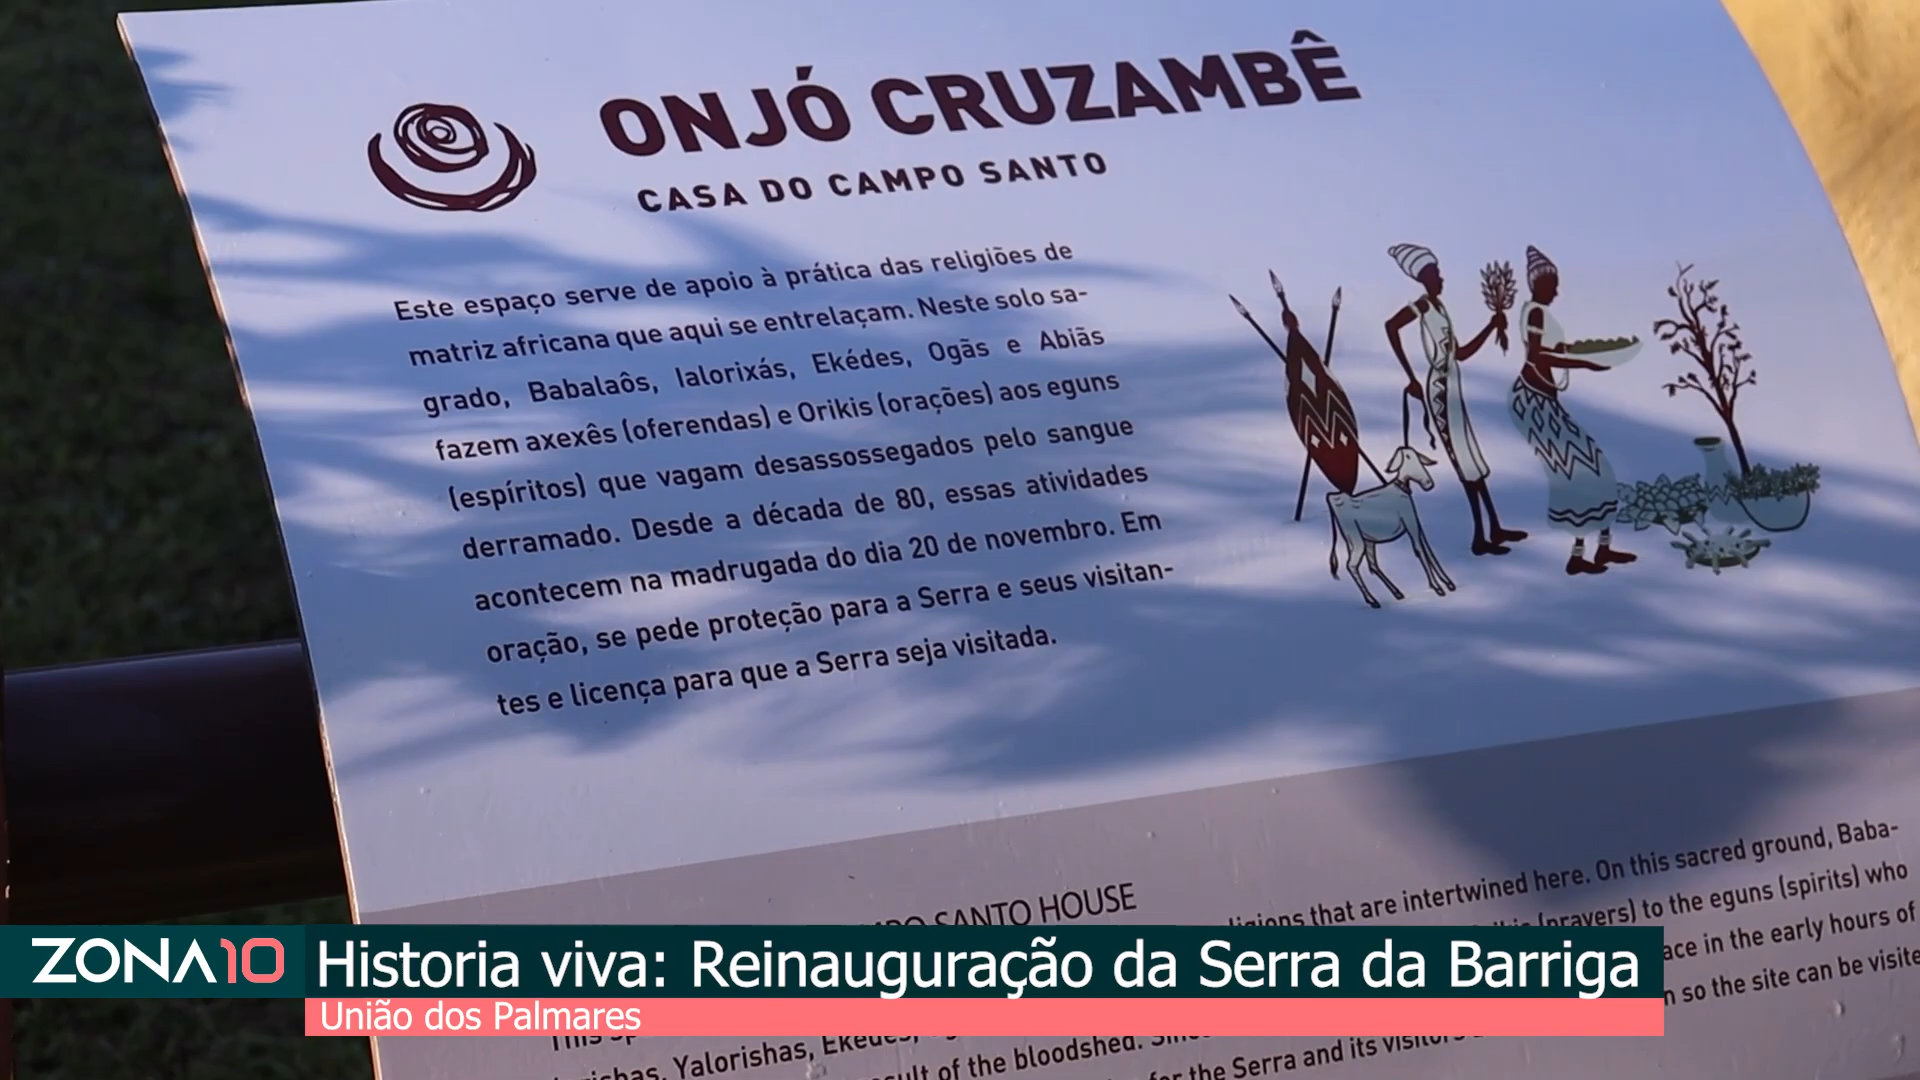 ONJÓ CRUZAMBÊ
CASA DO CAMPO SANTO
Este espaço serve de apoio à prática das religiões de
matriz africana que aqui se entrelaçam. Neste solo sa-
grado, Babalaôs, Ialorixás, Ekédes, Ogãs e Abiãs
fazem axexês (oferendas) e Orikis (orações) aos eguns
(espíritos) que vagam desassossegados pelo sangue
derramado. Desde a década de 80, essas atividades
acontecem na madrugada do dia 20 de novembro. Em
oração, se pede proteção para a Serra e seus visitan-
tes e licença para que a Serra seja visitada.
SANTO HOUSE
that are intertwined here. On this sacred ground, Baba-
Yalorishas, Ekédes,
(prayers) to the eguns (spirits) who
of the bloodshed.
in the early hours of
for the Serra and its visitors
so the site can be
ZONA10
Historia viva: Reinauguração da Serra da Barriga
União dos Palmares